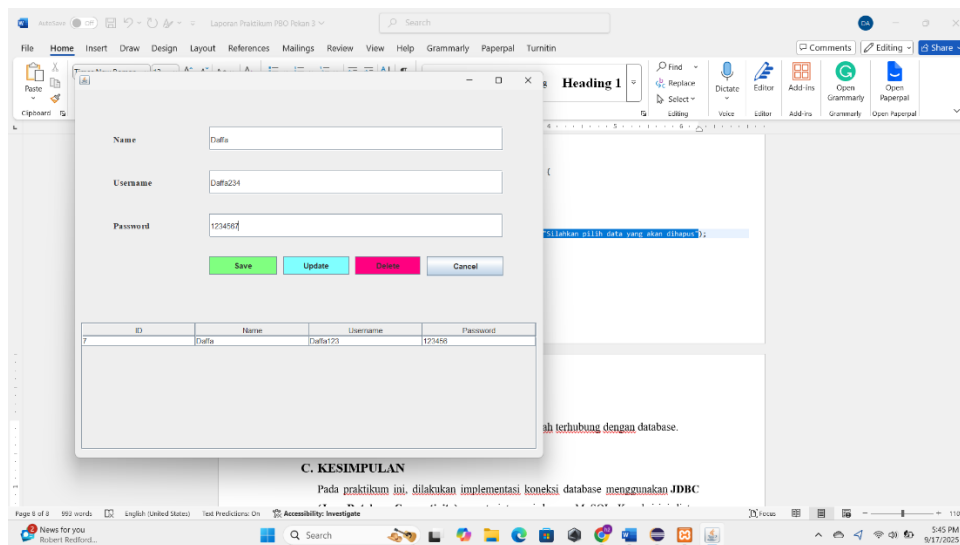 AutoSave Off Laporan Praktikum PBO Pekan 3 Search DA
File Home Insert Draw Design Layout References Mailings Review View Help Grammarly Paperpal Turnitin Comments Editing Share
Paste
Clipboard
Heading 1
Find
Replace
Select
Editing
Dictate
Voice
Editor
Editor
Add-ins
Add-ins
Open Grammarly
Grammarly
Open Paperpal
Open Paperpal
Name Daffa
Username Daffa234
Password 1234567
Save Update Delete Cancel
ID Name Username Password
7 Daffa Daffa123 123456
{
"Silahkan pilih data yang akan dihapus");
terhubung dengan database.
C. KESIMPULAN
Pada praktikum ini, dilakukan implementasi koneksi database menggunakan JDBC
Page 8 of 8 993 words English (United States) Text Predictions: On Accessibility: Investigate Focus 110
News for you
Robert Redford...
Search
5:45 PM
9/17/2025